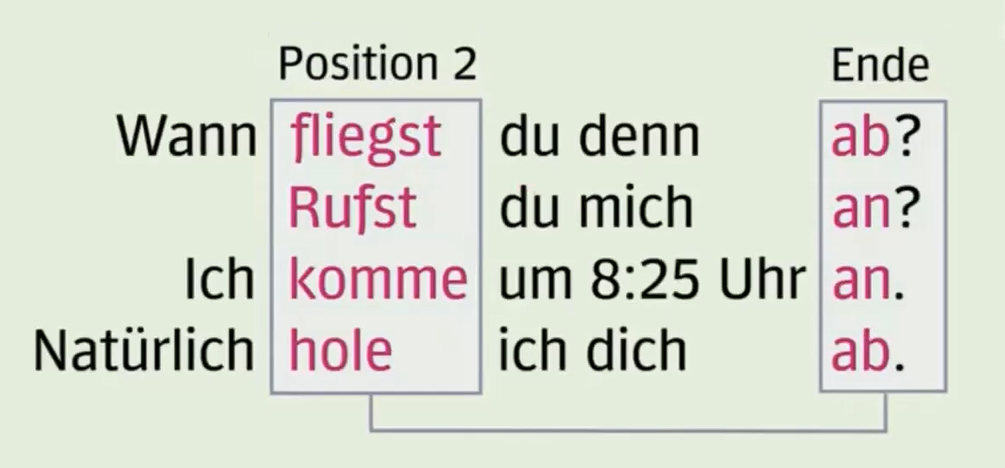 Position 2 Ende
Wann fliegst du denn ab?
Rufst du mich an?
Ich komme um 8:25 Uhr an.
Natürlich hole ich dich ab.